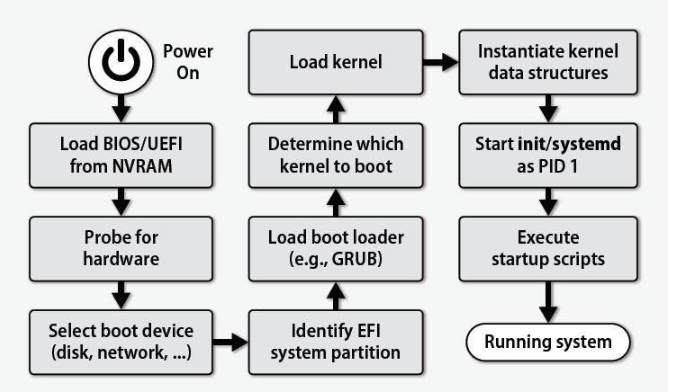 Power
On
Load BIOS/UEFI
from NVRAM
Probe for
hardware
Select boot device
(disk, network, ...)
Identify EFI
system partition
Load boot loader
(e.g., GRUB)
Determine which
kernel to boot
Load kernel
Instantiate kernel
data structures
Start init/systemd
as PID 1
Execute
startup scripts
Running system